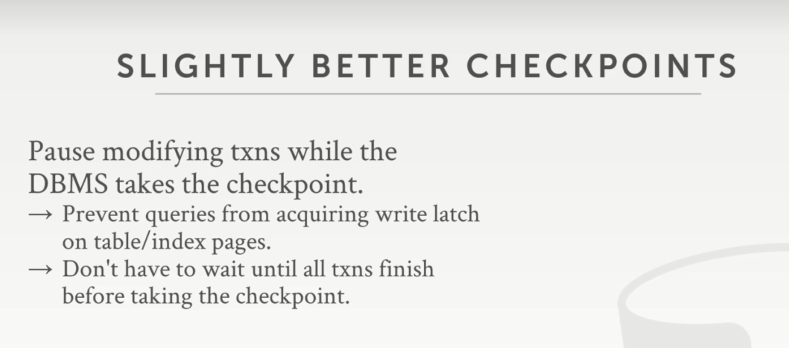 SLIGHTLY BETTER CHECKPOINTS
Pause modifying txns while the
DBMS takes the checkpoint.
→ Prevent queries from acquiring write latch
on table/index pages.
→ Don't have to wait until all txns finish
before taking the checkpoint.